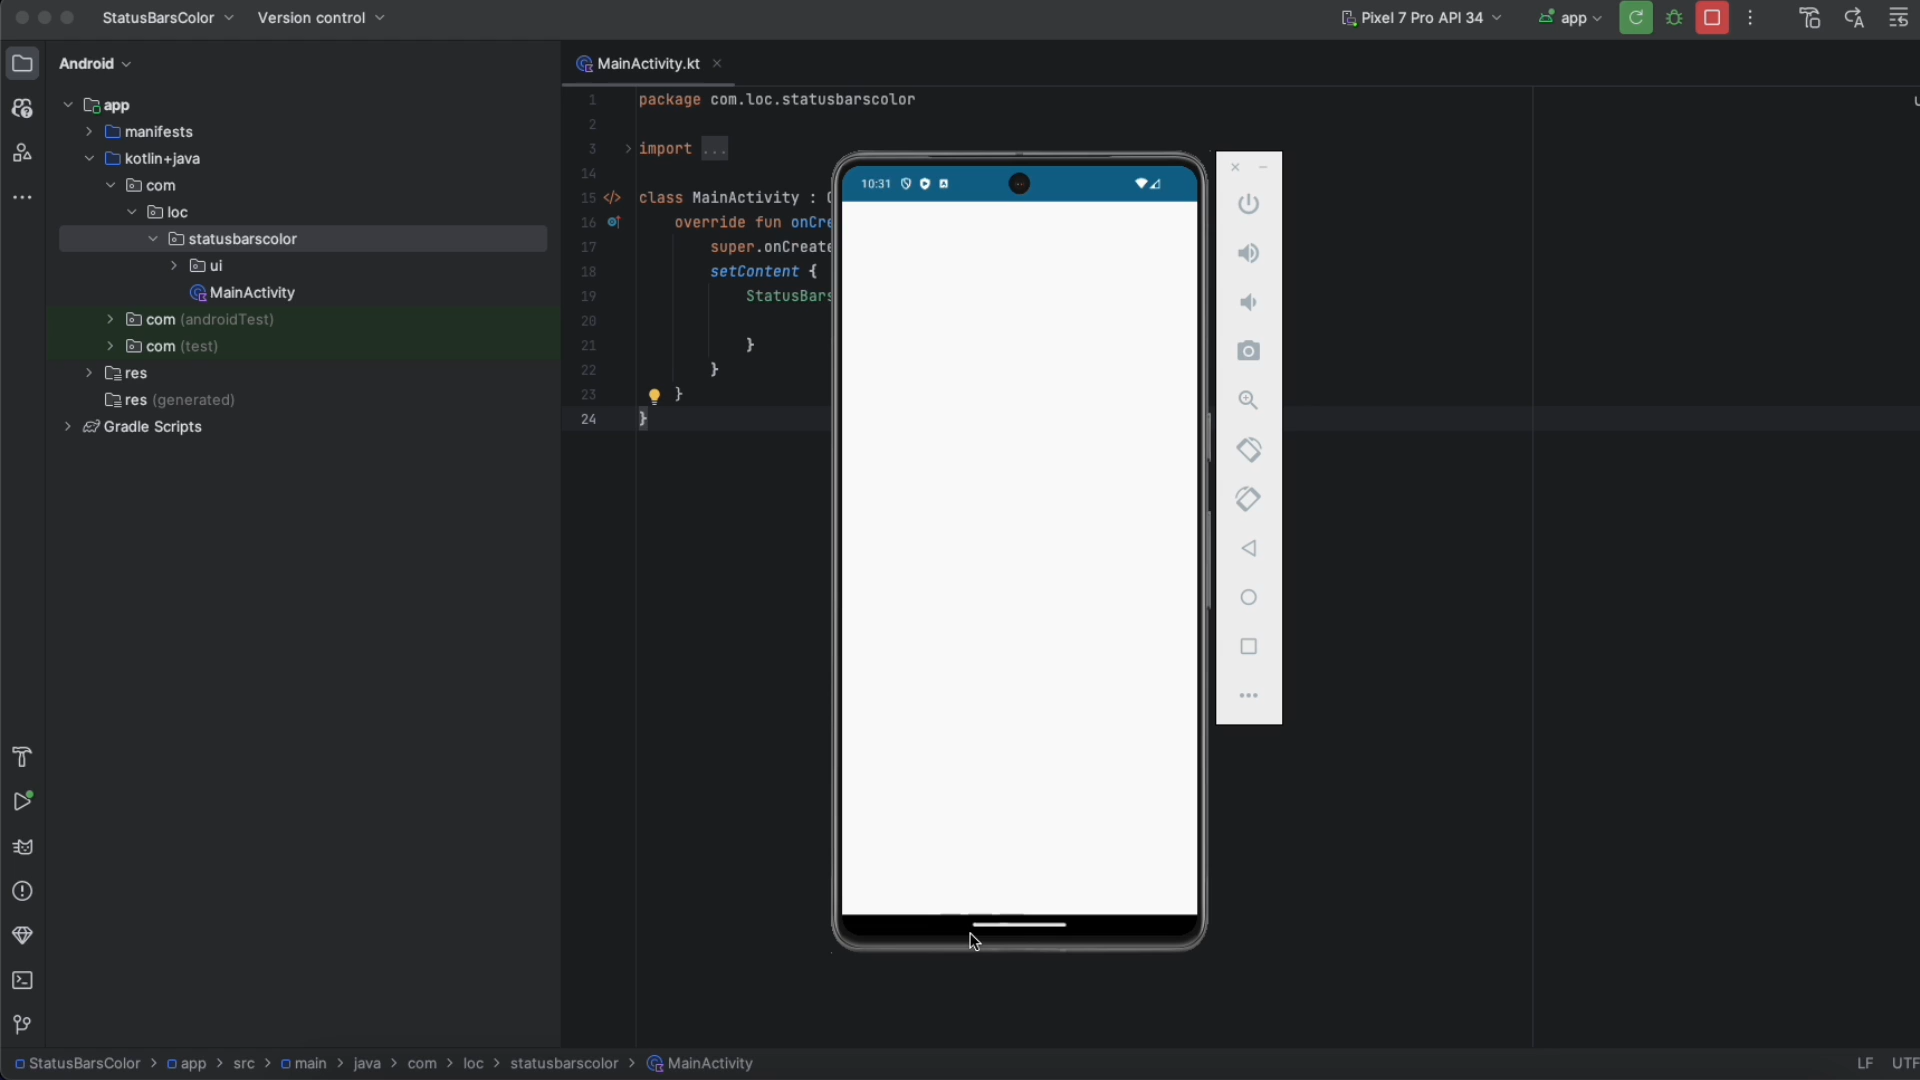 StatusBarsColor
Version control
Pixel 7 Pro API 34
app
Android
MainActivity.kt
app
manifests
kotlin+java
com
loc
statusbarscolor
ui
MainActivity
com (androidTest)
com (test)
res
res (generated)
Gradle Scripts
1 package com.loc.statusbarscolor
2
3 import ...
14
15 class MainActivity :
16 override fun onCre
17 super.onCreate
18 setContent {
19 StatusBars
20
21 }
22 }
23 }
24 }
10:31
StatusBarsColor > app > src > main > java > com > loc > statusbarscolor > MainActivity
LF UTF